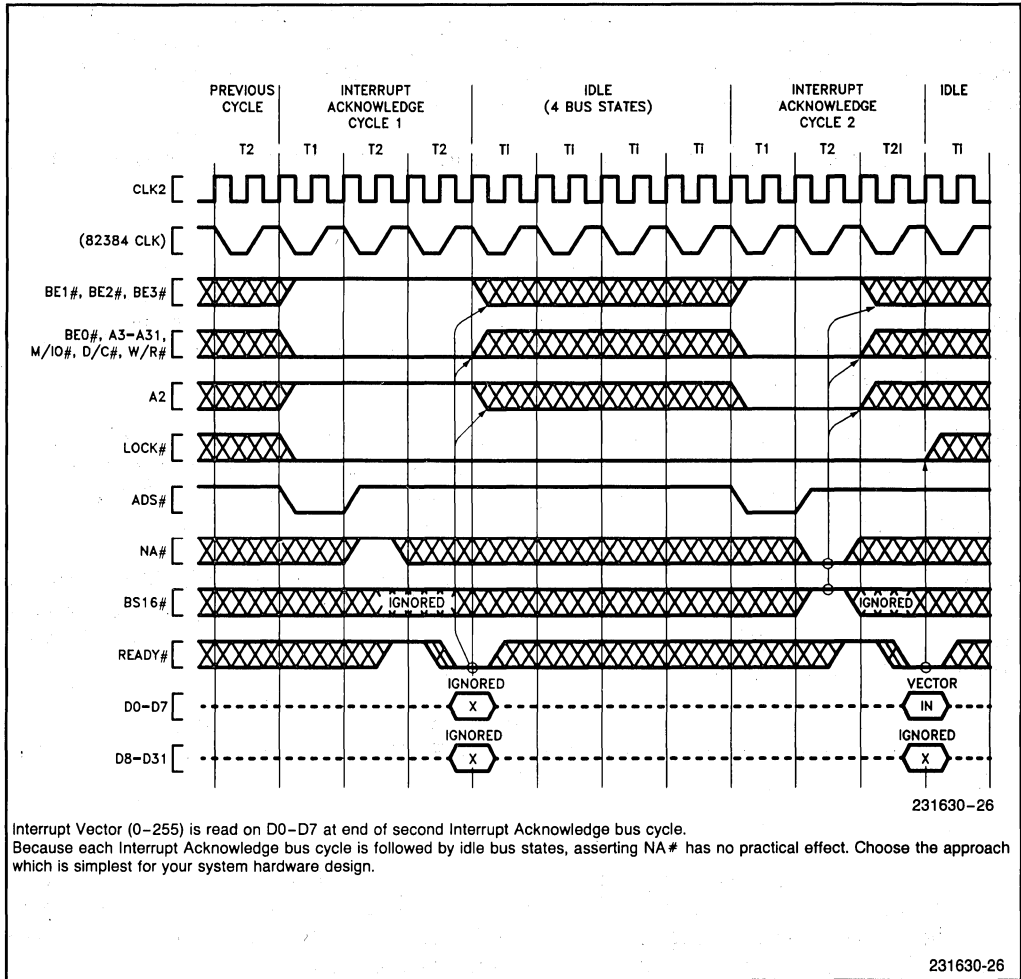 PREVIOUS CYCLE
INTERRUPT ACKNOWLEDGE CYCLE 1
IDLE (4 BUS STATES)
INTERRUPT ACKNOWLEDGE CYCLE 2
IDLE
T2 T1 T2 T2 Ti Ti Ti Ti T1 T2 T2I Ti
CLK2
(82384 CLK)
BE1#, BE2#, BE3#
BE0#, A3-A31,
M/IO#, D/C#, W/R#
A2
LOCK#
ADS#
NA#
BS16# IGNORED IGNORED
READY#
IGNORED VECTOR
D0-D7 X IN
IGNORED IGNORED
D8-D31 X X
231630-26
Interrupt Vector (0–255) is read on D0–D7 at end of second Interrupt Acknowledge bus cycle.
Because each Interrupt Acknowledge bus cycle is followed by idle bus states, asserting NA# has no practical effect. Choose the approach
which is simplest for your system hardware design.
231630-26